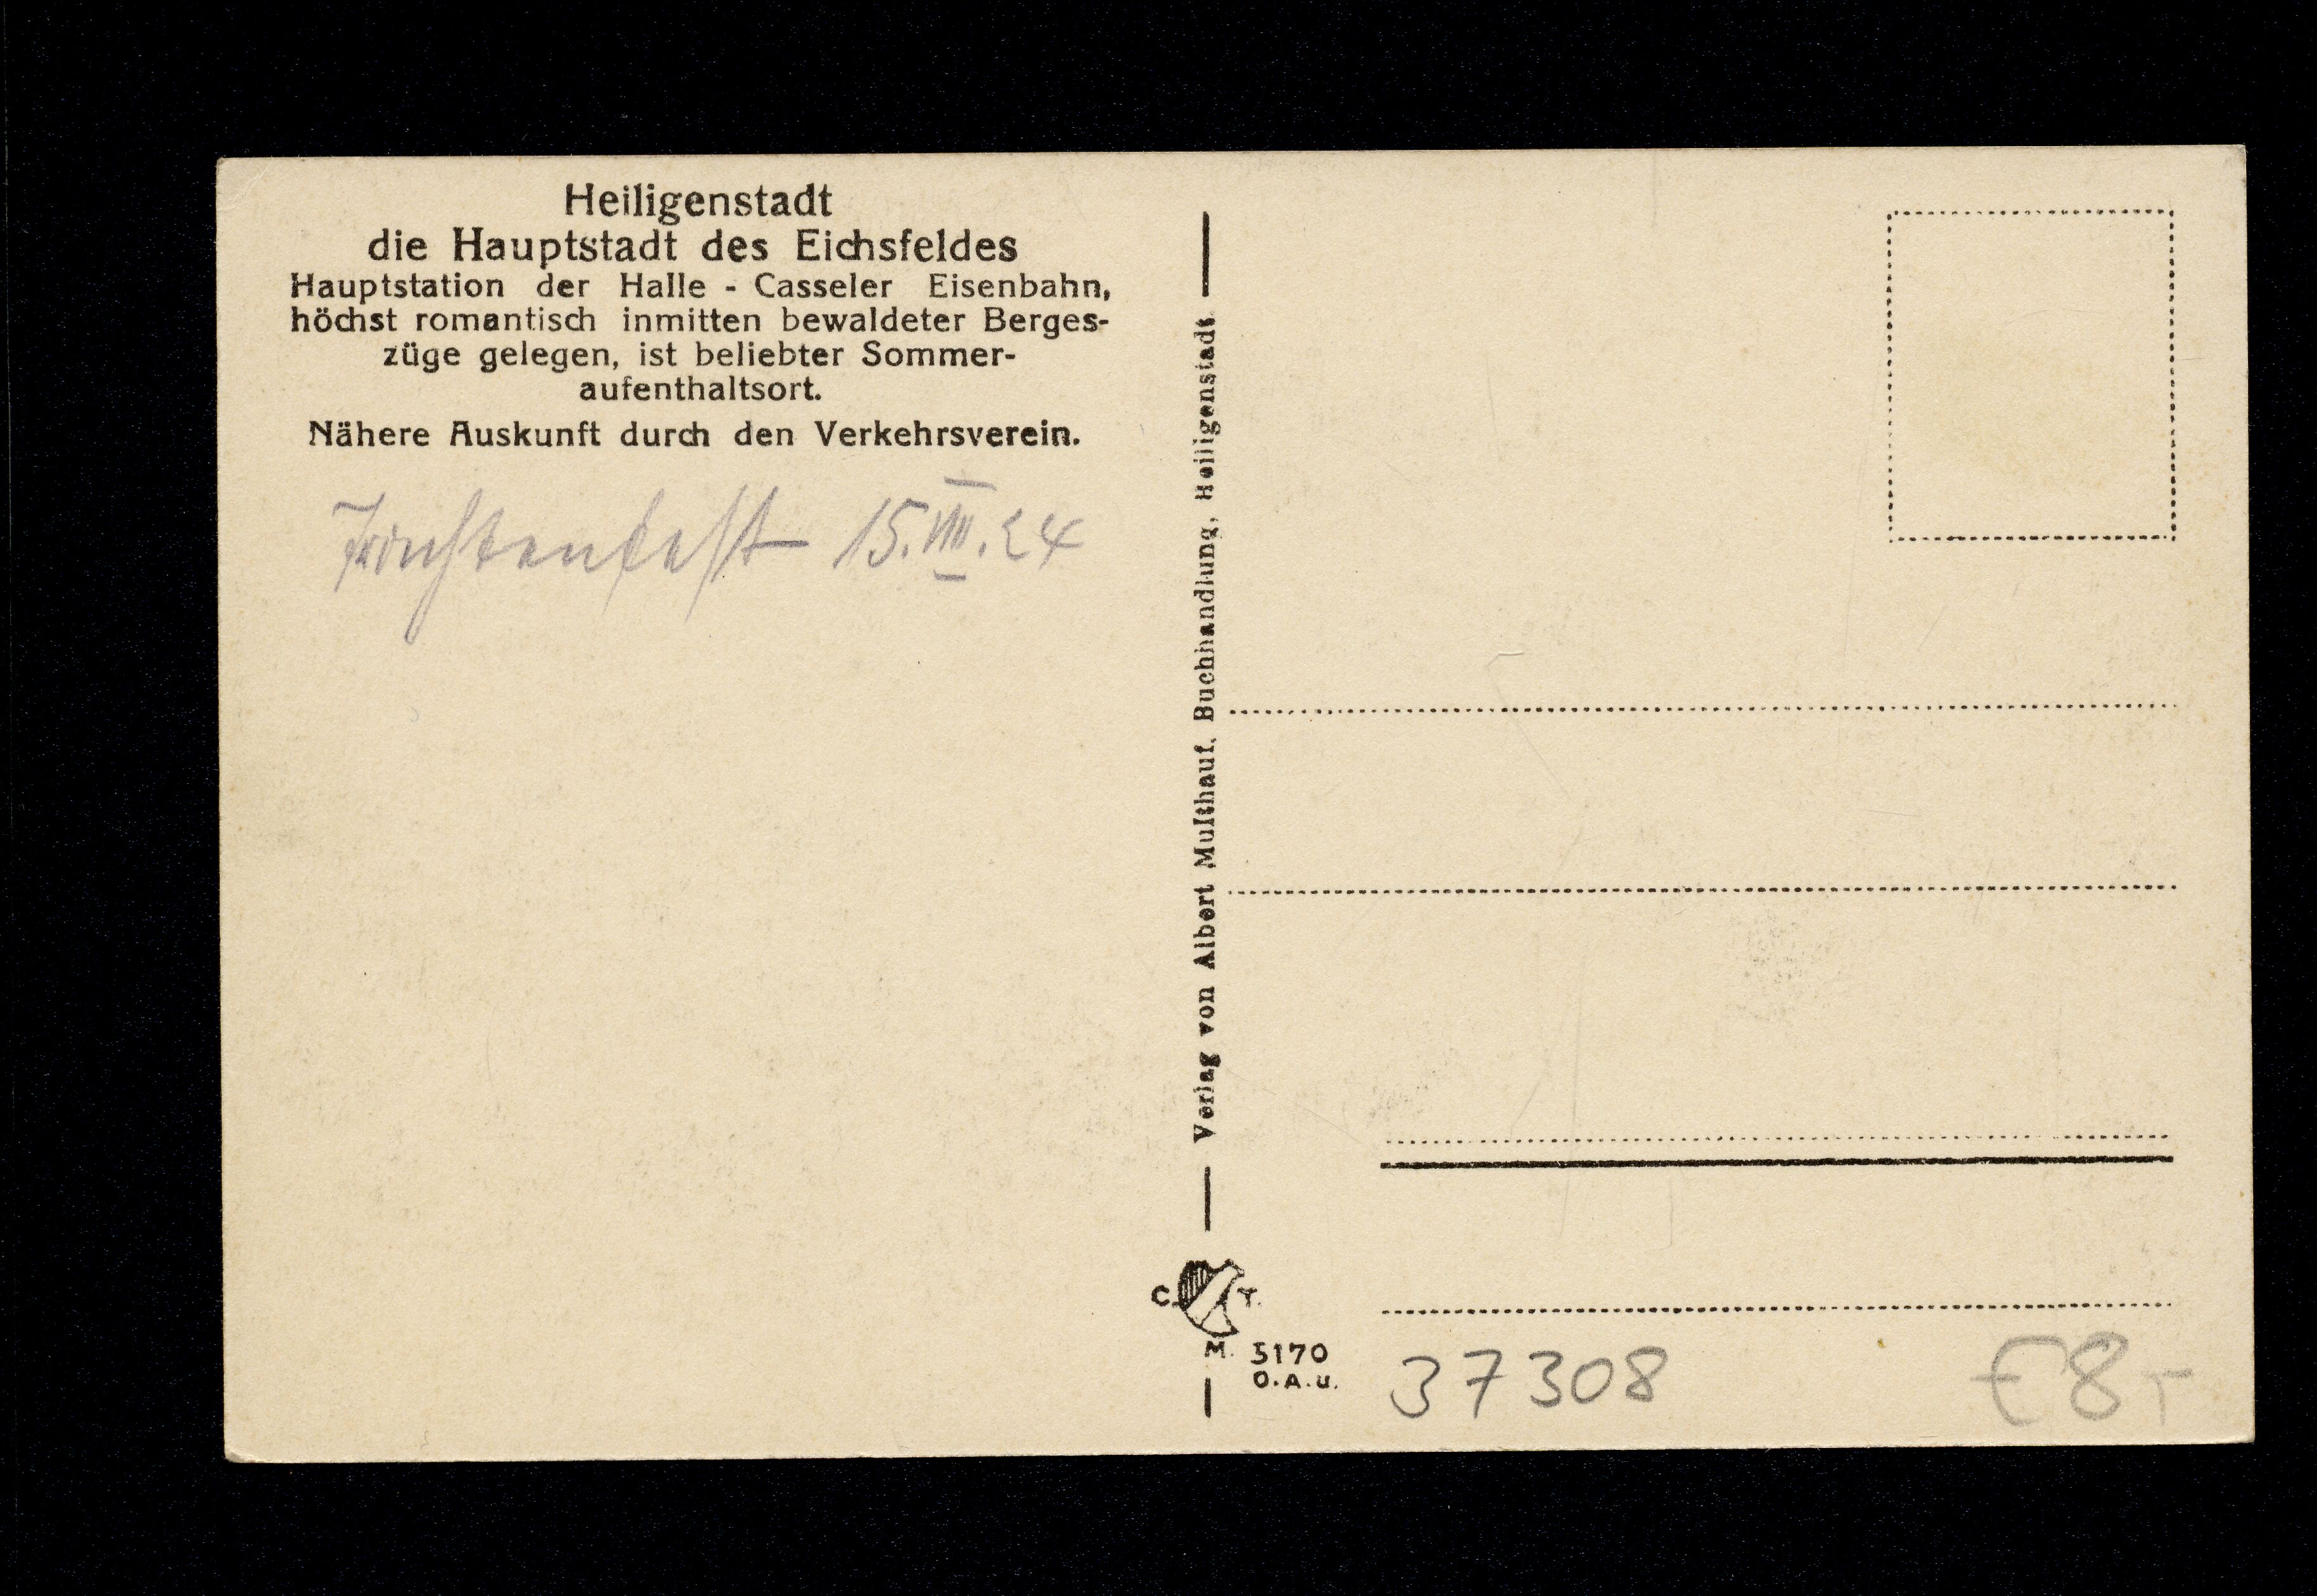 Heiligenstadt
die Hauptstadt des Eichsfeldes
Hauptstation der Halle - Casseler Eisenbahn,
höchst romantisch inmitten bewaldeter Berges-
züge gelegen, ist beliebter Sommer-
aufenthaltsort.
Nähere Auskunft durch den Verkehrsverein.
15.VIII.24
Verlag von Albert Multhauf, Buchhandlung, Heiligenstadt
C. T.
M. 5170
O.A.u.
37308
€8,-